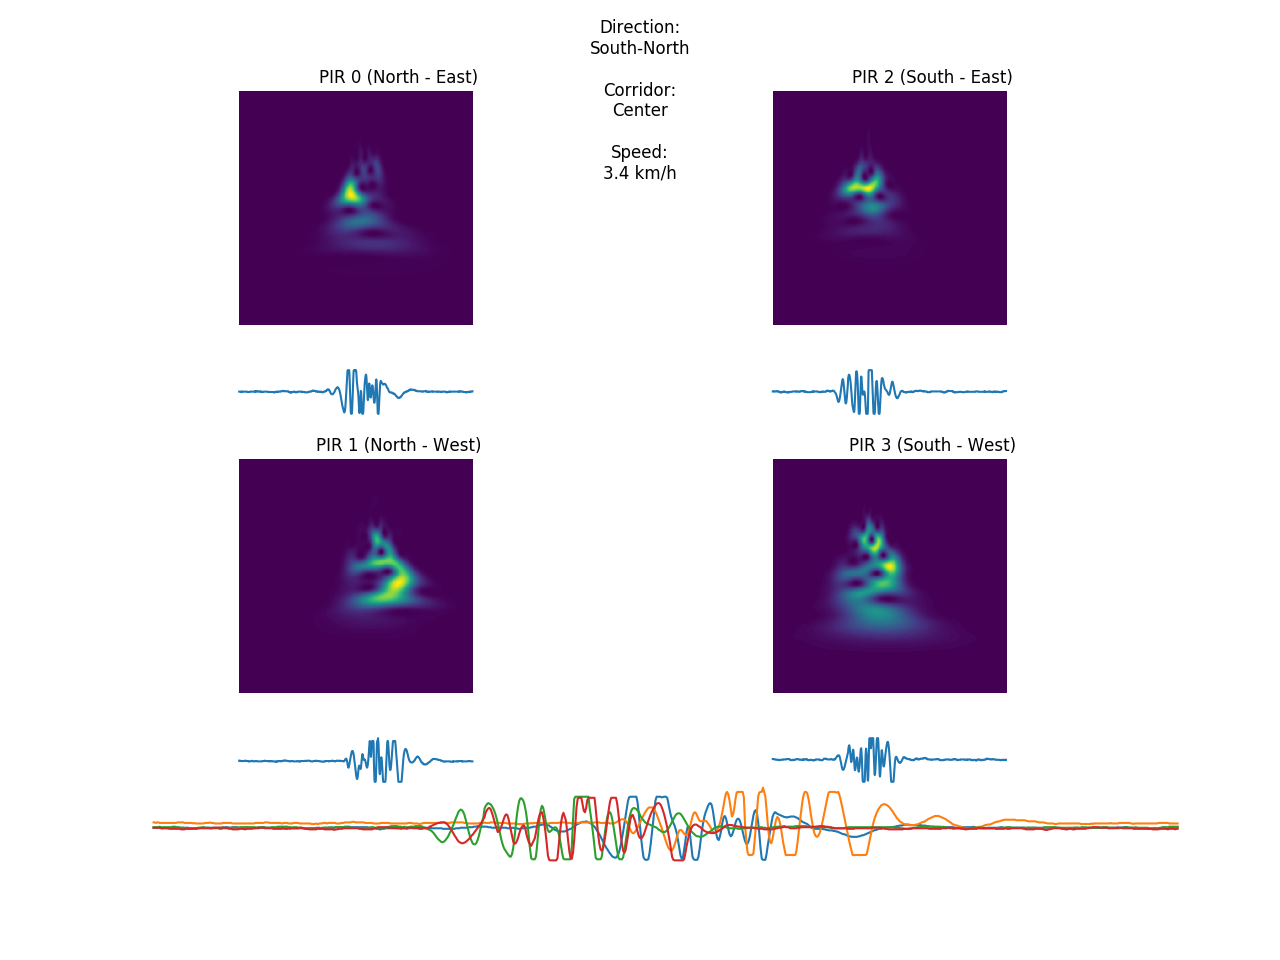 Direction:
South-North
Corridor:
Center
Speed:
3.4 km/h
PIR 0 (North - East)
PIR 2 (South - East)
PIR 1 (North - West)
PIR 3 (South - West)